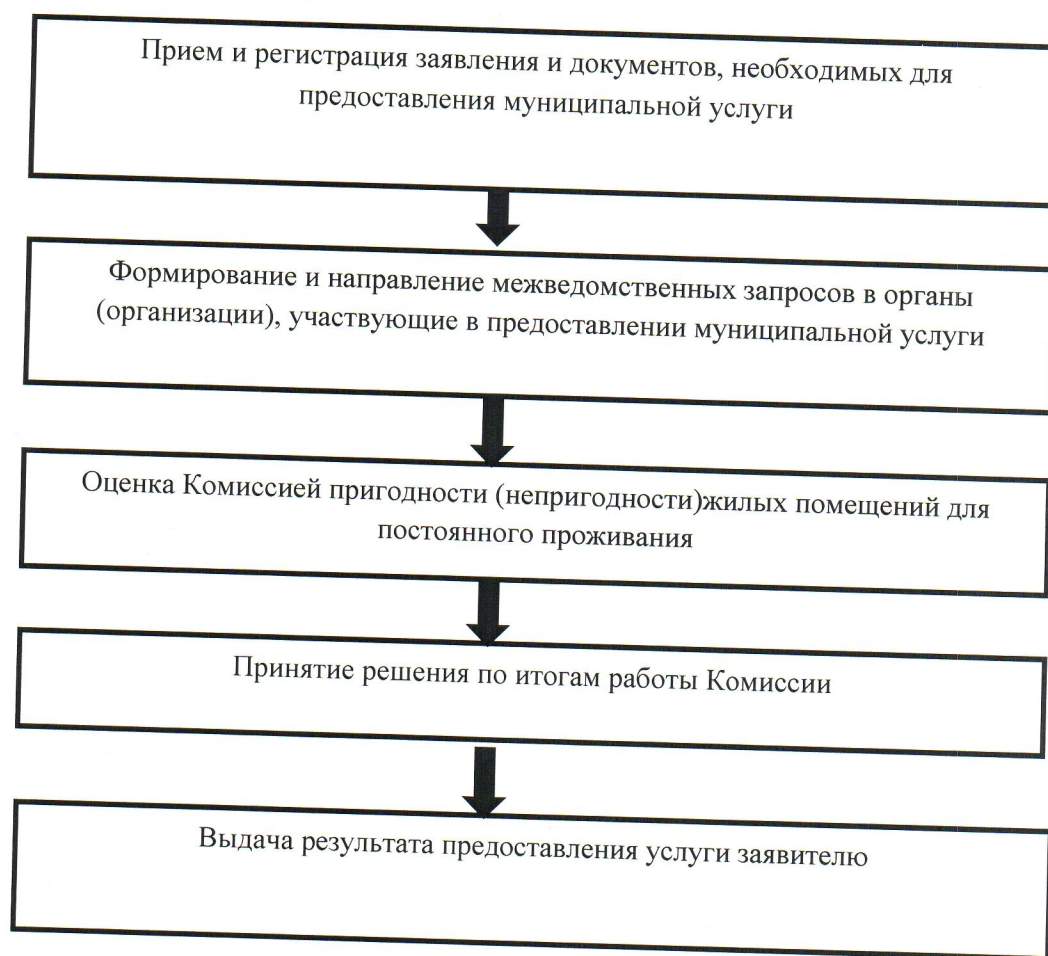 Прием и регистрация заявления и документов, необходимых для
предоставления муниципальной услуги
Формирование и направление межведомственных запросов в органы
(организации), участвующие в предоставлении муниципальной услуги
Оценка Комиссией пригодности (непригодности)жилых помещений для
постоянного проживания
Принятие решения по итогам работы Комиссии
Выдача результата предоставления услуги заявителю